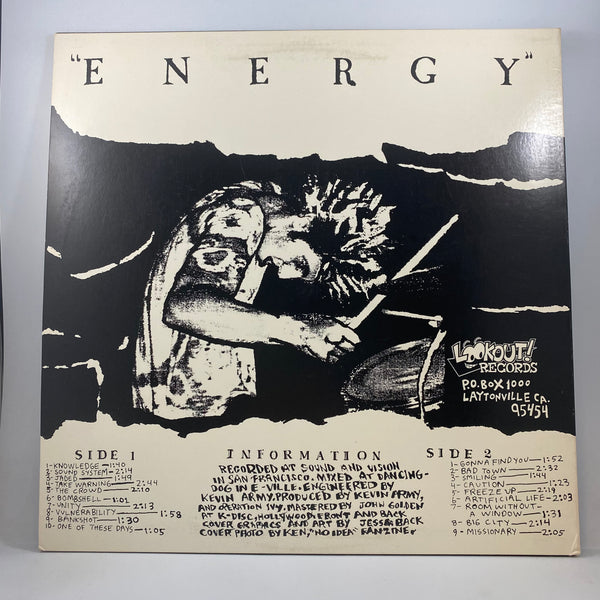 "ENERGY"
LOOKOUT!
RECORDS
P.O. BOX 1000
LAYTONVILLE CA.
95454
SIDE 1
1-KNOWLEDGE-1:40
2-SOUND SYSTEM-2:14
3-JADED-1:49
4-TAKE WARNING-2:44
5-THE CROWD-2:10
6-BOMBSHELL-1:01
7-UNITY-2:13
8-VULNERABILITY-1:58
9-BANKSHOT-1:30
10-ONE OF THESE DAYS-1:05
INFORMATION
RECORDED AT SOUND AND VISION
IN SAN FRANCISCO. MIXED AT DANCING-
DOG IN E-VILLE. ENGINEERED BY
KEVIN ARMY. PRODUCED BY KEVIN ARMY,
AND OPERATION IVY. MASTERED BY JOHN GOLDEN
AT K-DISC, HOLLYWOOD. FRONT AND BACK
COVER GRAPHICS AND ART BY JESSE. BACK
COVER PHOTO BY KEN, "NO IDEA" FANZINE.
SIDE 2
1-GONNA FIND YOU-1:52
2-BAD TOWN-2:32
3-SMILING-1:44
4-CAUTION-1:23
5-FREEZE UP-2:19
6-ARTIFICIAL LIFE-2:03
7-ROOM WITHOUT-
A WINDOW-1:31
8-BIG CITY-2:14
9-MISSIONARY-2:05